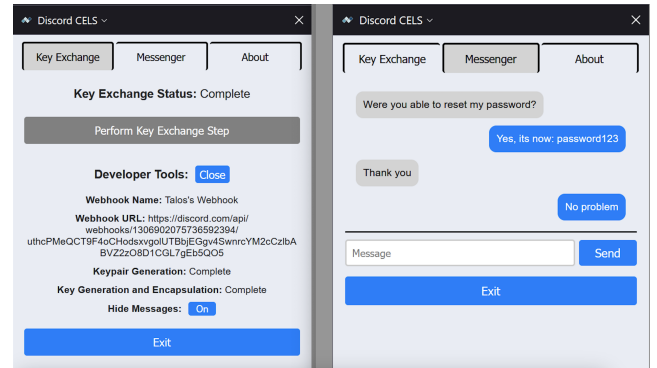 Discord CELS
Key Exchange
Messenger
About
Key Exchange Status: Complete
Perform Key Exchange Step
Developer Tools: Close
Webhook Name: Talos's Webhook
Webhook URL: https://discord.com/api/
webhooks/1306902075736592394/
uthcPMeQCT9F4oCHodsxvgolUTBbjEGgv4SwnrcYM2cCzlbA
BVZ2zO8D1CGL7gEb5QO5
Keypair Generation: Complete
Key Generation and Encapsulation: Complete
Hide Messages: On
Exit
Discord CELS
Key Exchange
Messenger
About
Were you able to reset my password?
Yes, its now: password123
Thank you
No problem
Message
Send
Exit